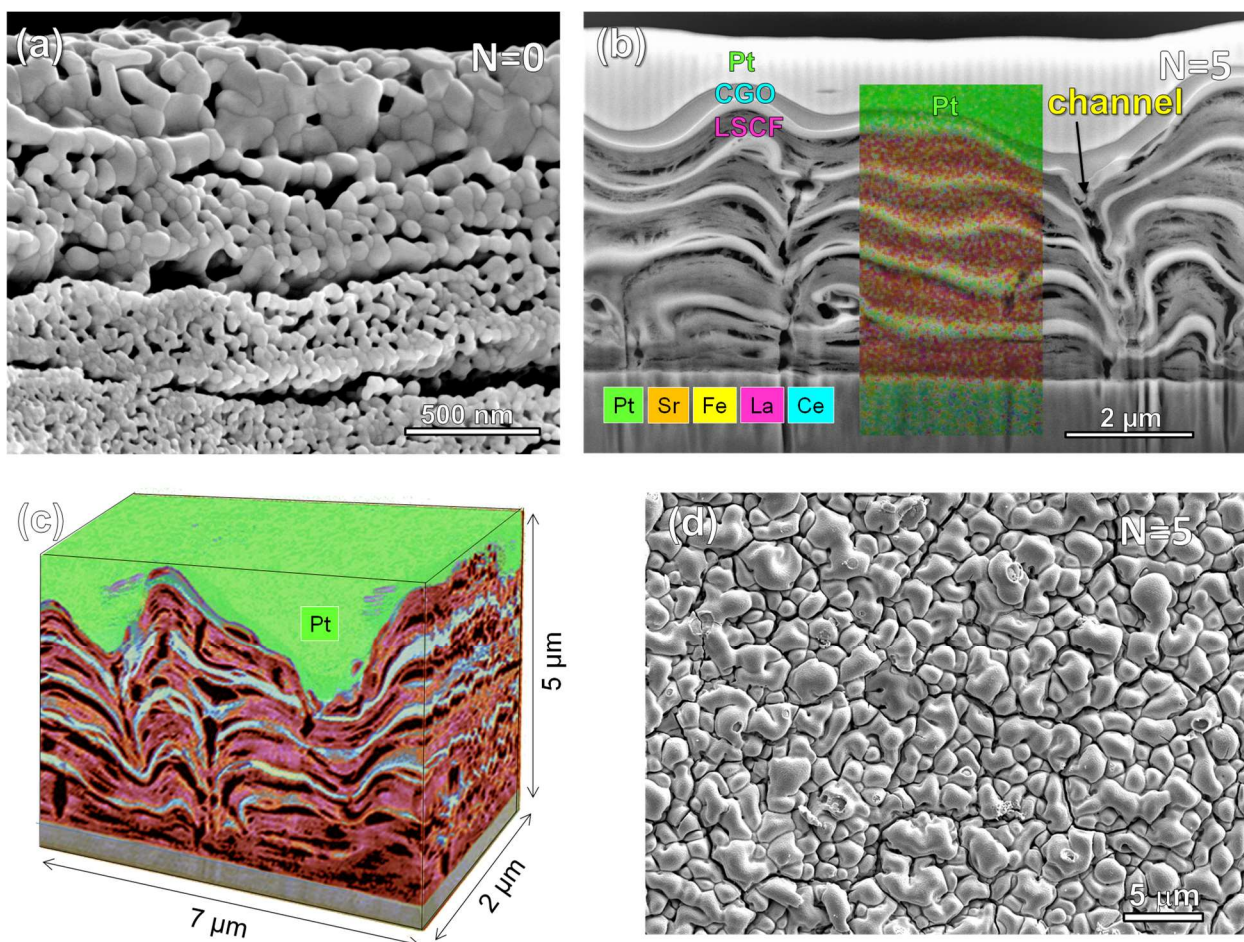 (a)
N=0
500 nm
(b)
N=5
Pt
CGO
LSCF
Pt
channel
Pt Sr Fe La Ce
2 µm
(c)
Pt
5 µm
2 µm
7 µm
(d)
N=5
5 µm